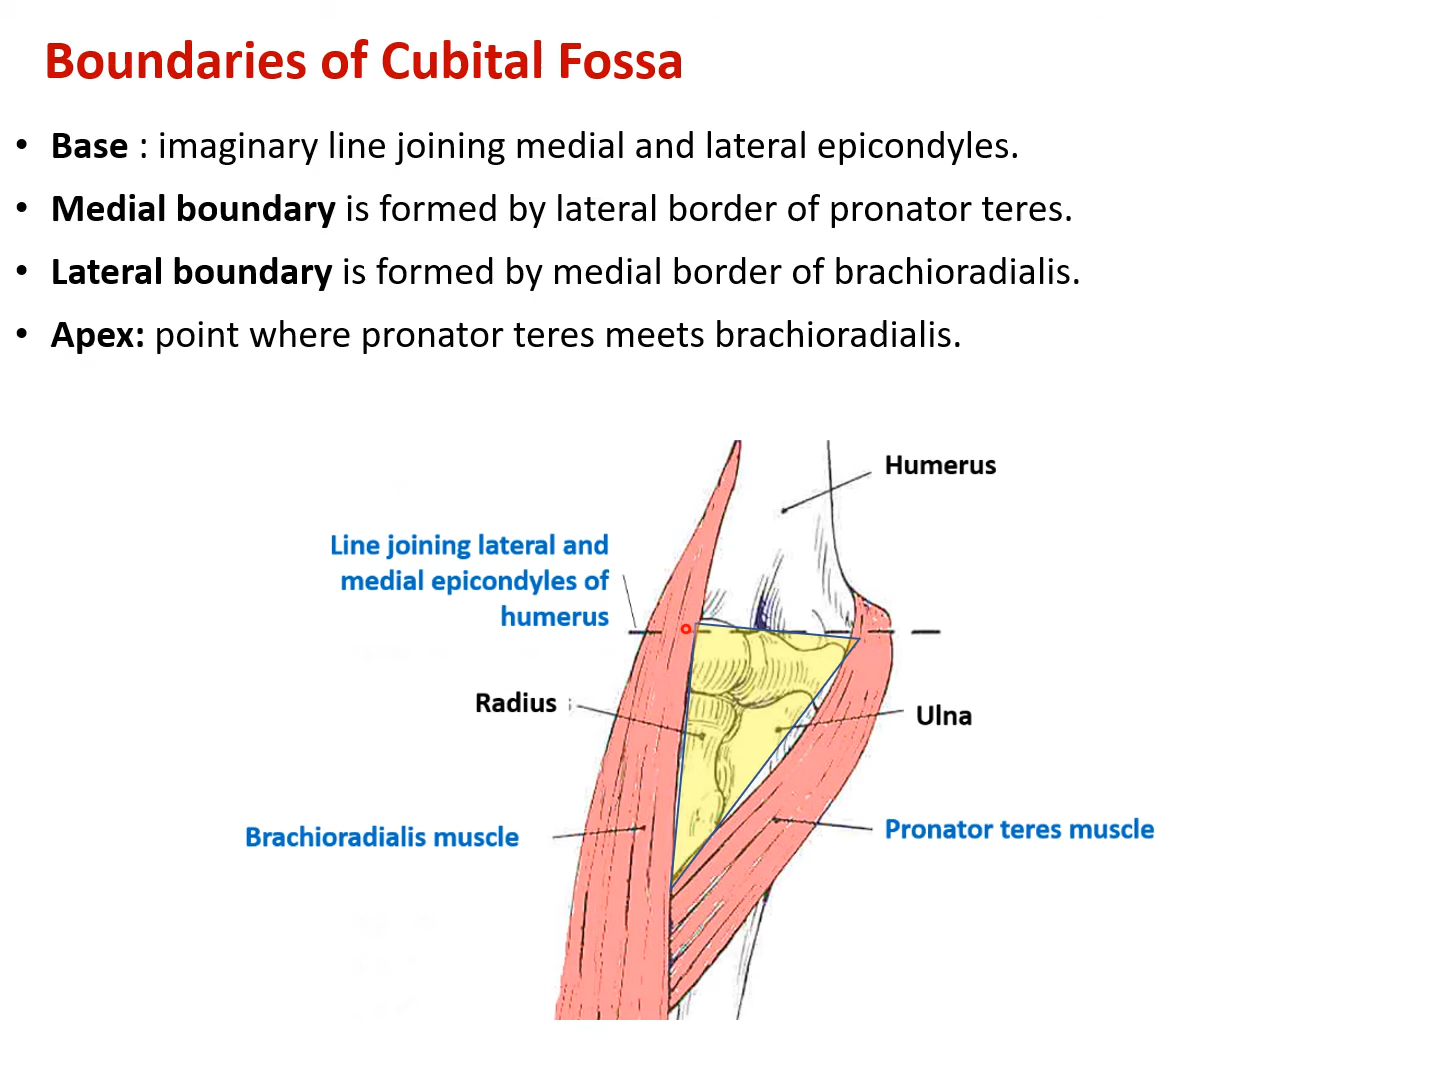 Boundaries of Cubital Fossa
• Base : imaginary line joining medial and lateral epicondyles.
• Medial boundary is formed by lateral border of pronator teres.
• Lateral boundary is formed by medial border of brachioradialis.
• Apex: point where pronator teres meets brachioradialis.
Humerus
Line joining lateral and
medial epicondyles of
humerus
Radius
Ulna
Brachioradialis muscle
Pronator teres muscle